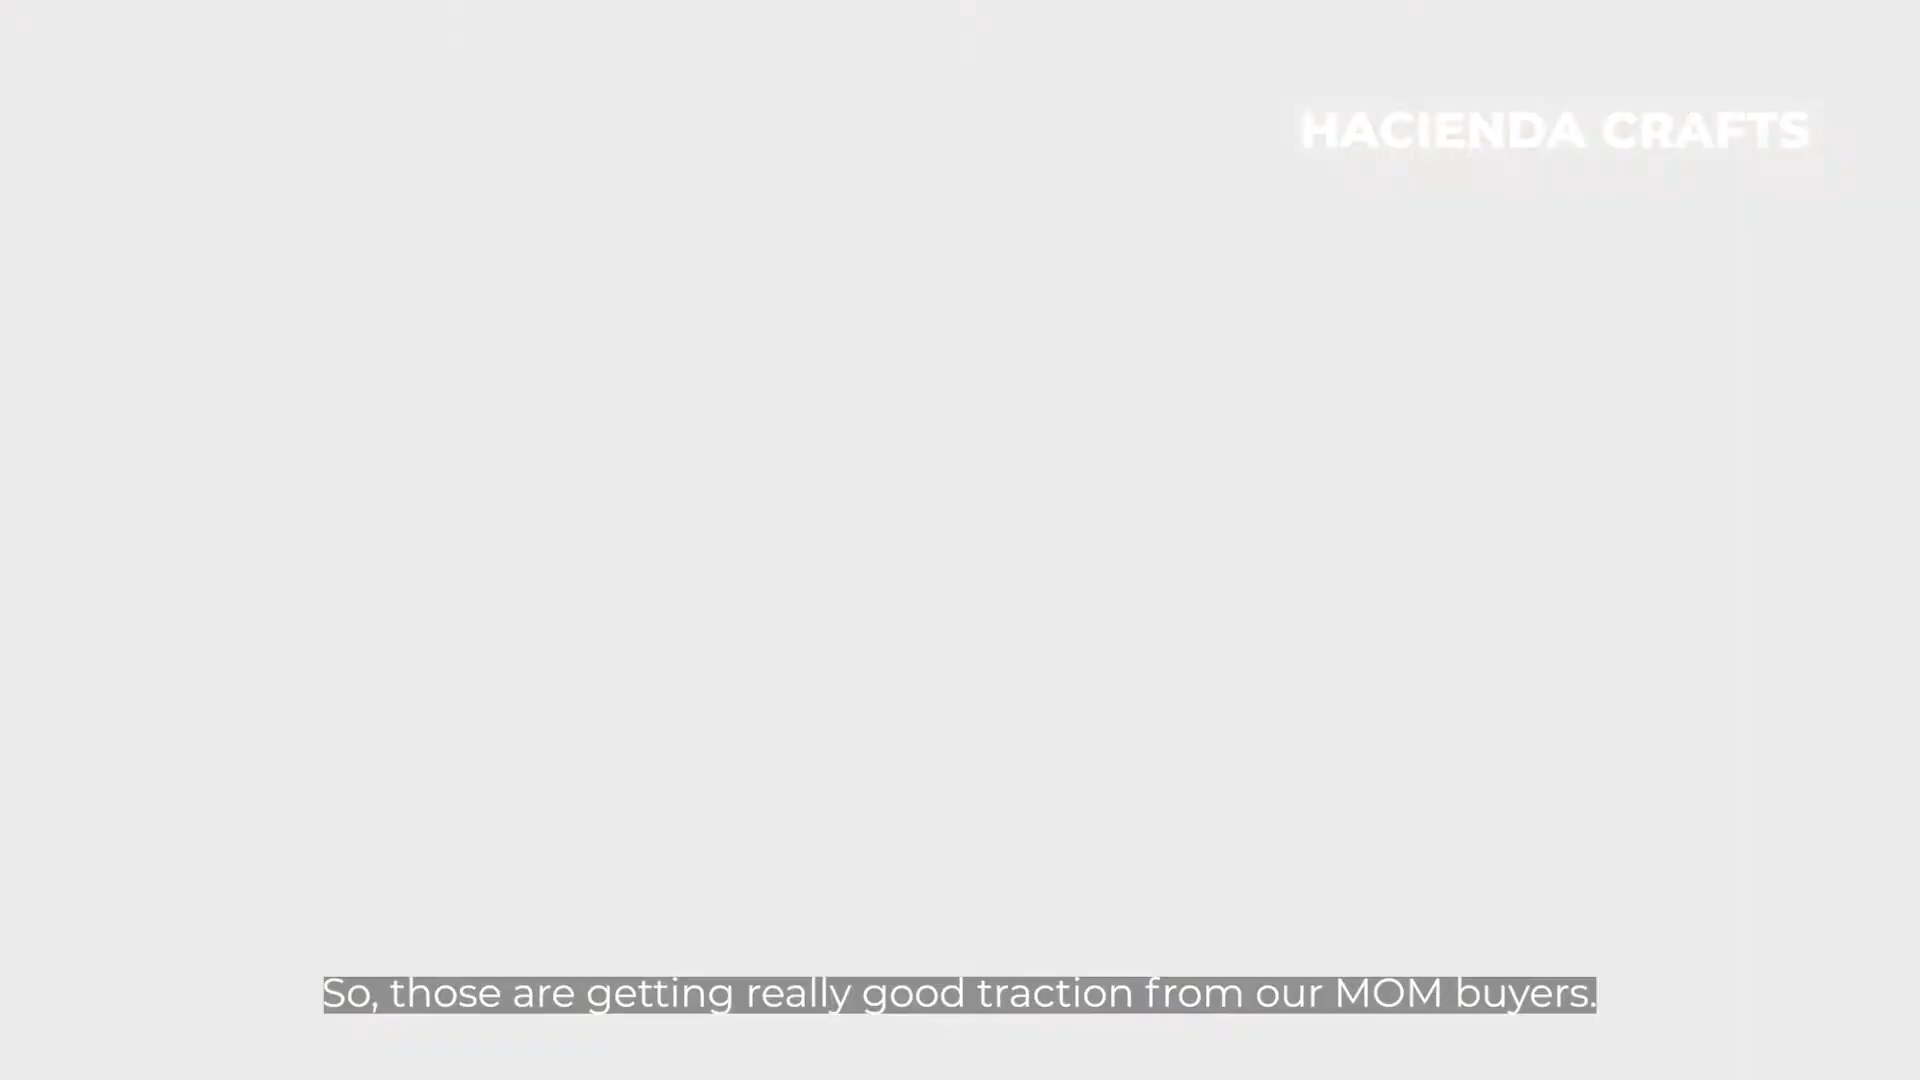 HACIENDA CRAFTS
So, those are getting really good traction from our MOM buyers.